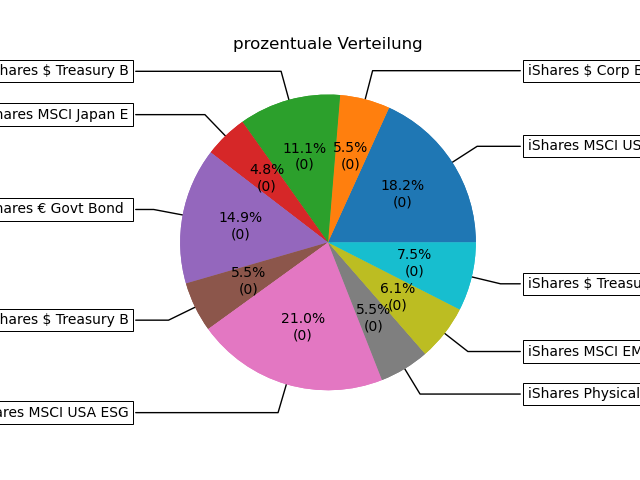 prozentuale Verteilung
hares $ Treasury B
iShares $ Corp B
ares MSCI Japan E
iShares MSCI US
11.1%
(0)
5.5%
(0)
4.8%
(0)
18.2%
(0)
hares € Govt Bond
14.9%
(0)
7.5%
(0)
5.5%
(0)
iShares $ Treasu
6.1%
(0)
hares $ Treasury B
21.0%
(0)
5.5%
(0)
iShares MSCI EM
iShares Physical
res MSCI USA ESG